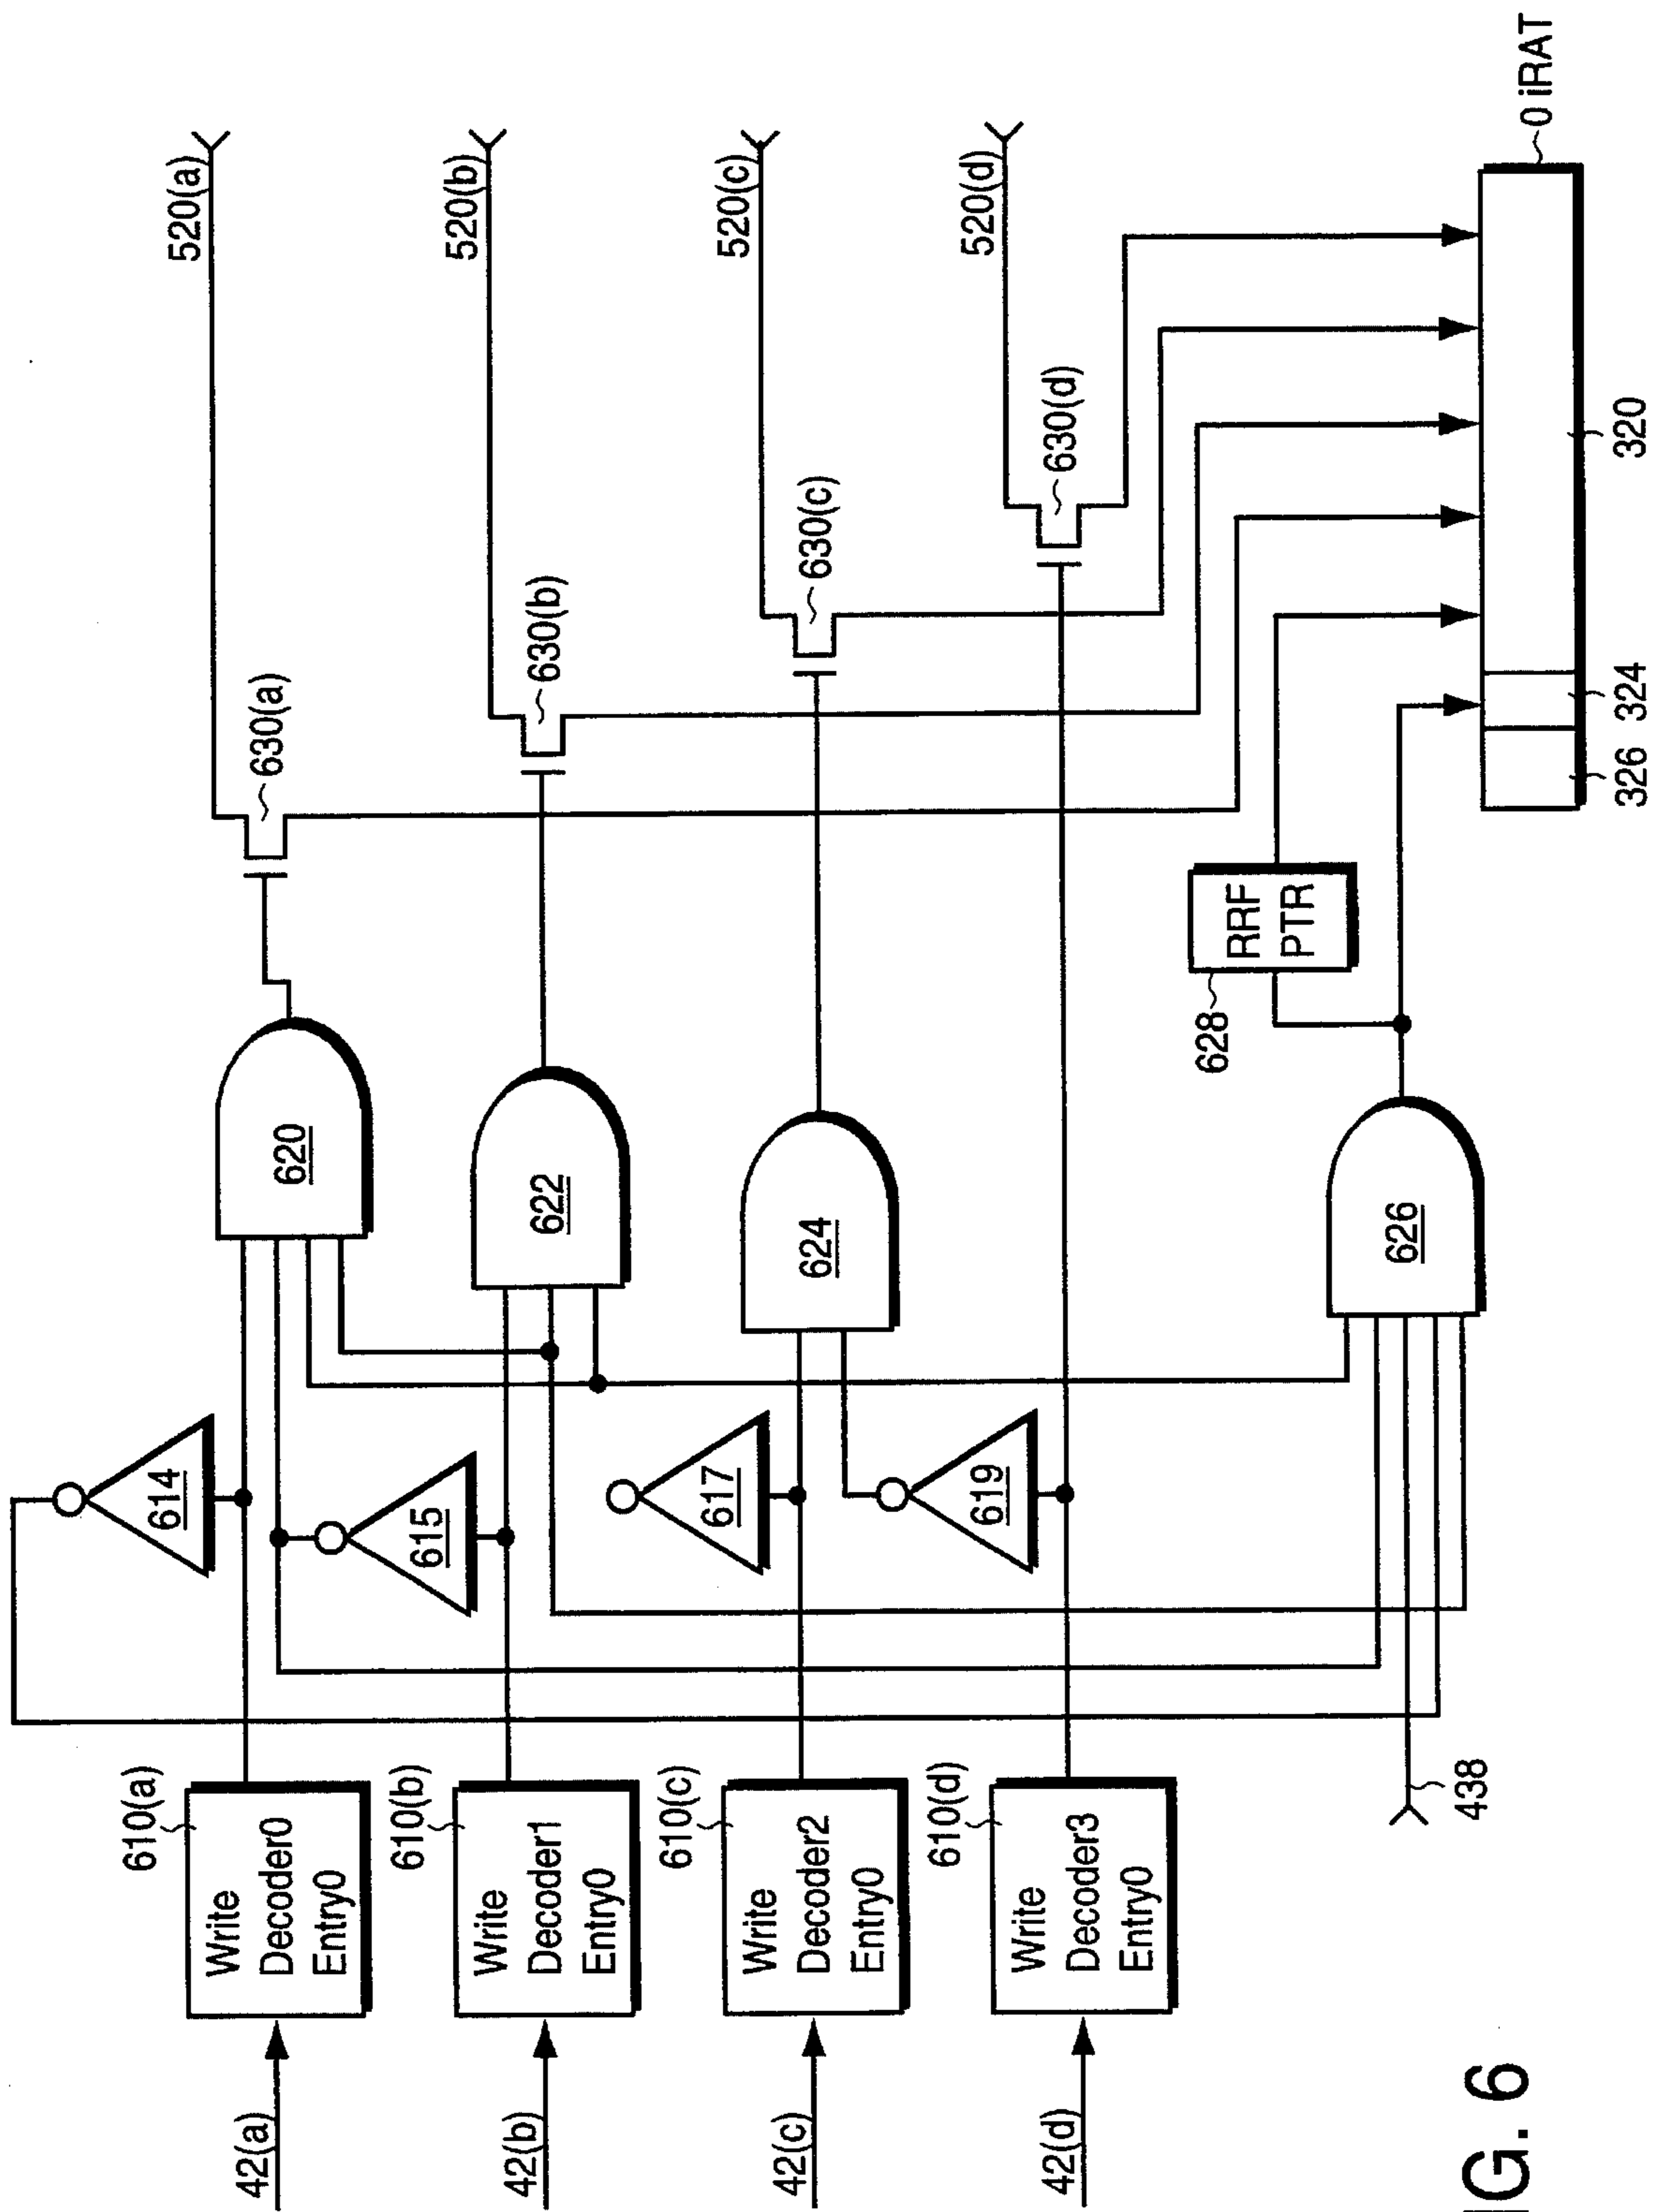 42(a)
42(b)
42(c)
42(d)
610(a)
Write
Decoder0
Entry0
610(b)
Write
Decoder1
Entry0
610(c)
Write
Decoder2
Entry0
610(d)
Write
Decoder3
Entry0
438
614
615
617
619
620
622
624
626
628
RRF
PTR
630(a)
630(b)
630(c)
630(d)
520(a)
520(b)
520(c)
520(d)
0 iRAT
326
324
320
G. 6